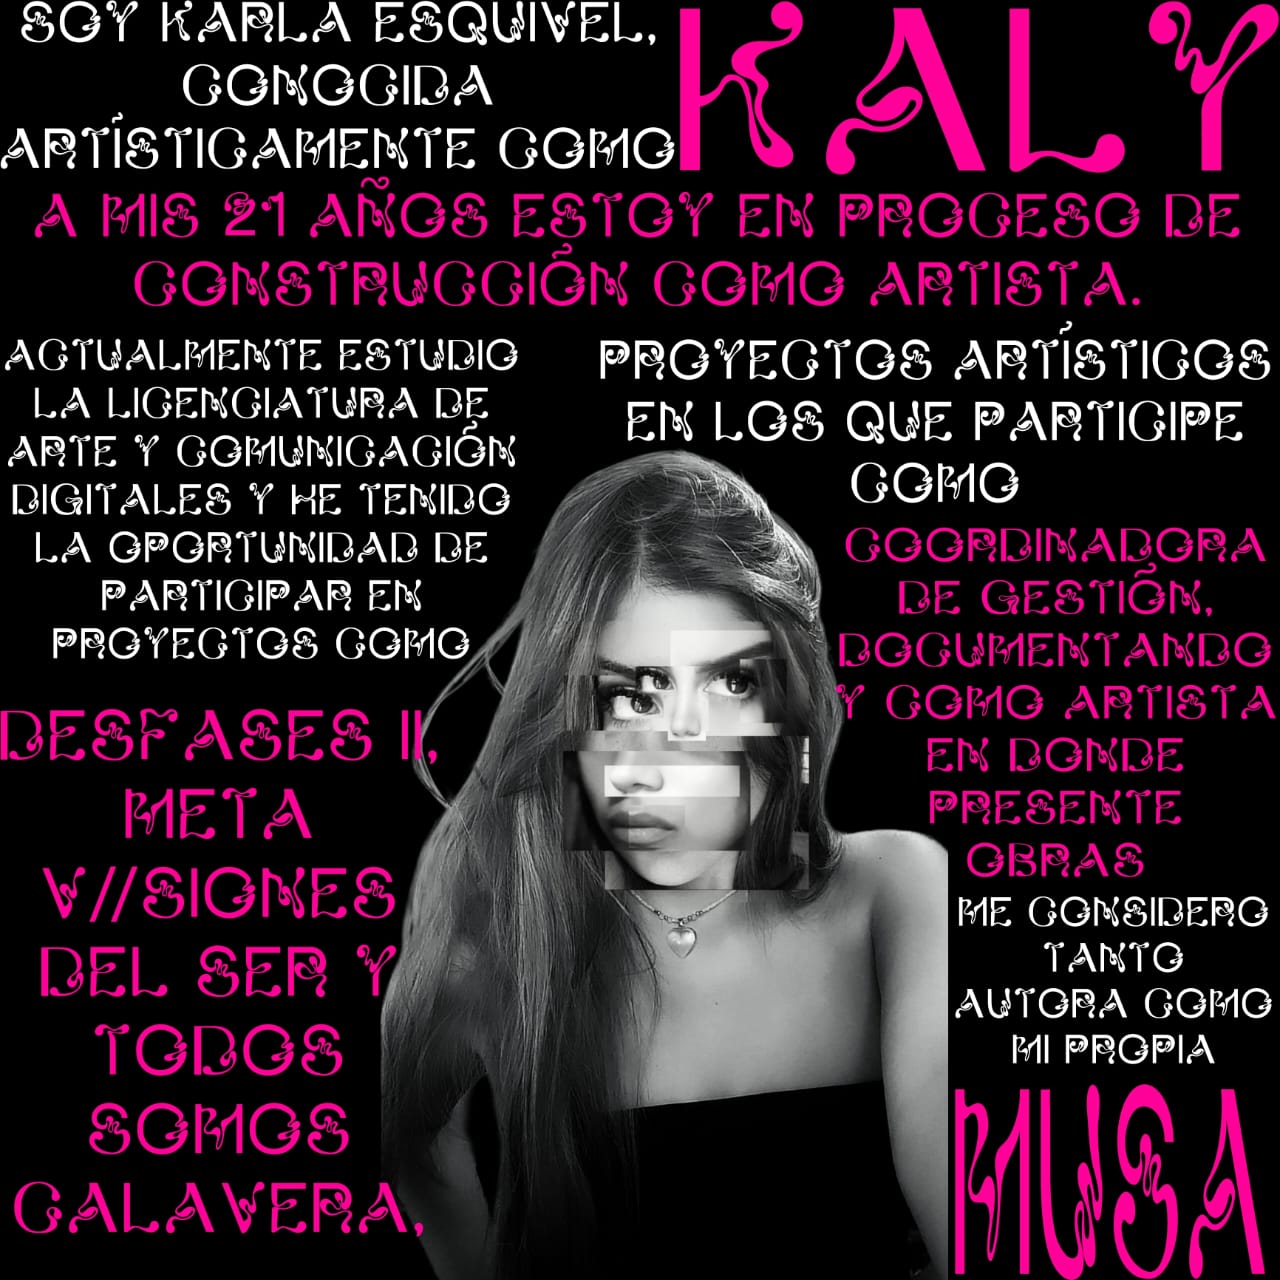 SOY KARLA ESQUIVEL,
CONOCIDA
ARTÍSTICAMENTE COMO
KALY
A MIS 21 AÑOS ESTOY EN PROCESO DE
CONSTRUCCIÓN COMO ARTISTA.
ACTUALMENTE ESTUDIO
LA LICENCIATURA DE
ARTE Y COMUNICACIÓN
DIGITALES Y HE TENIDO
LA OPORTUNIDAD DE
PARTICIPAR EN
PROYECTOS COMO
DESFASES II,
META
V//SIONES
DEL SER Y
TODOS
SOMOS
CALAVERA,
PROYECTOS ARTÍSTICOS
EN LOS QUE PARTICIPE
COMO
COORDINADORA
DE GESTIÓN,
DOCUMENTANDO
Y COMO ARTISTA
EN DONDE
PRESENTE
OBRAS
ME CONSIDERO
TANTO
AUTORA COMO
MI PROPIA
MUSA